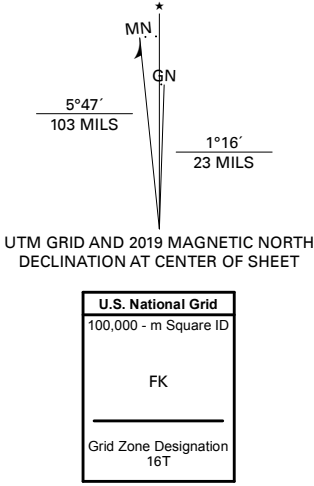 ★
MN
GN
5°47´
103 MILS
1°16´
23 MILS
UTM GRID AND 2019 MAGNETIC NORTH
DECLINATION AT CENTER OF SHEET
U.S. National Grid
100,000 - m Square ID
FK
Grid Zone Designation
16T